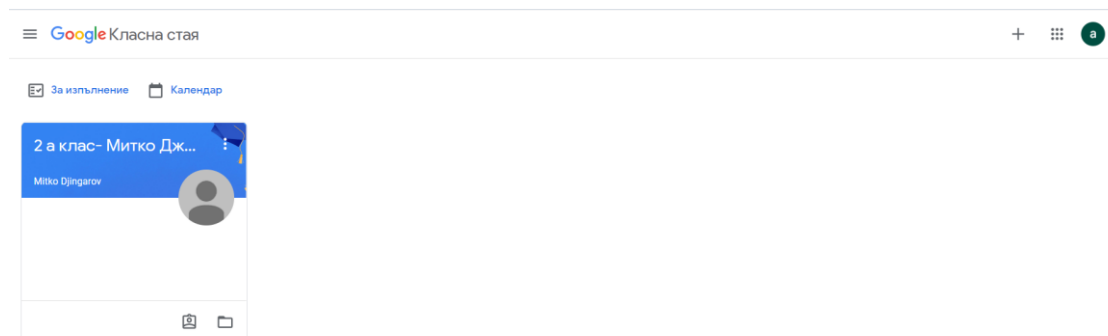 Google Класна стая
a
За изпълнение Календар
2 а клас- Митко Дж...
Mitko Djingarov